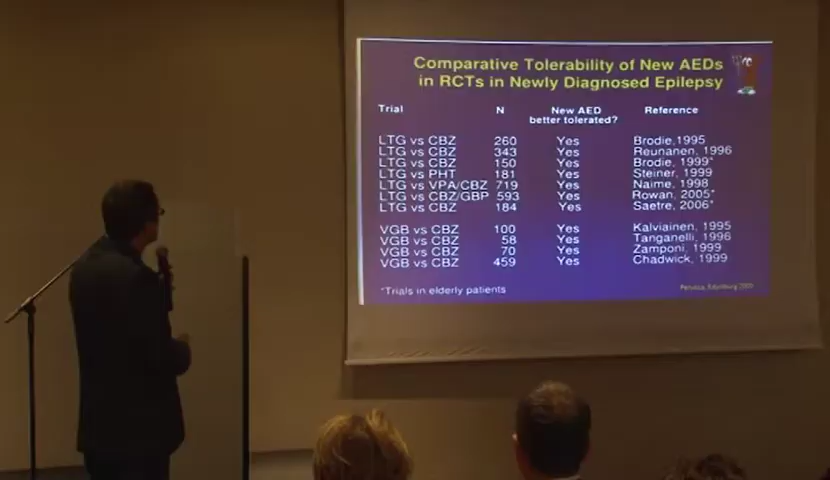 Comparative Tolerability of New AEDs
in RCTs in Newly Diagnosed Epilepsy
Trial N New AED better tolerated? Reference
LTG vs CBZ 260 Yes Brodie,1995
LTG vs CBZ 343 Yes Reunanen, 1996
LTG vs CBZ 150 Yes Brodie, 1999*
LTG vs PHT 181 Yes Steiner, 1999
LTG vs VPA/CBZ 719 Yes Naime, 1998
LTG vs CBZ/GBP 593 Yes Rowan, 2005*
LTG vs CBZ 184 Yes Saetre, 2006*
VGB vs CBZ 100 Yes Kalviainen, 1995
VGB vs CBZ 58 Yes Tanganelli, 1996
VGB vs CBZ 70 Yes Zamponi, 1999
VGB vs CBZ 459 Yes Chadwick, 1999
*Trials in elderly patients